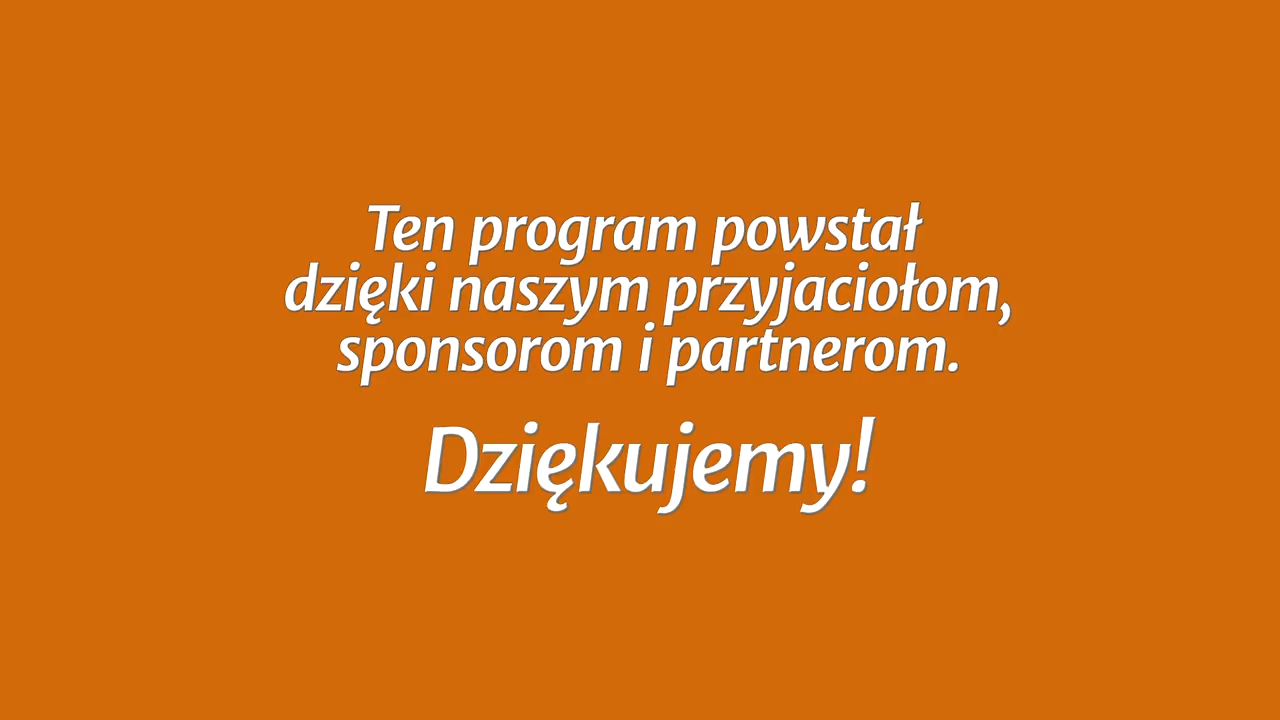 Ten program powstał
dzięki naszym przyjaciołom,
sponsorom i partnerom.
Dziękujemy!